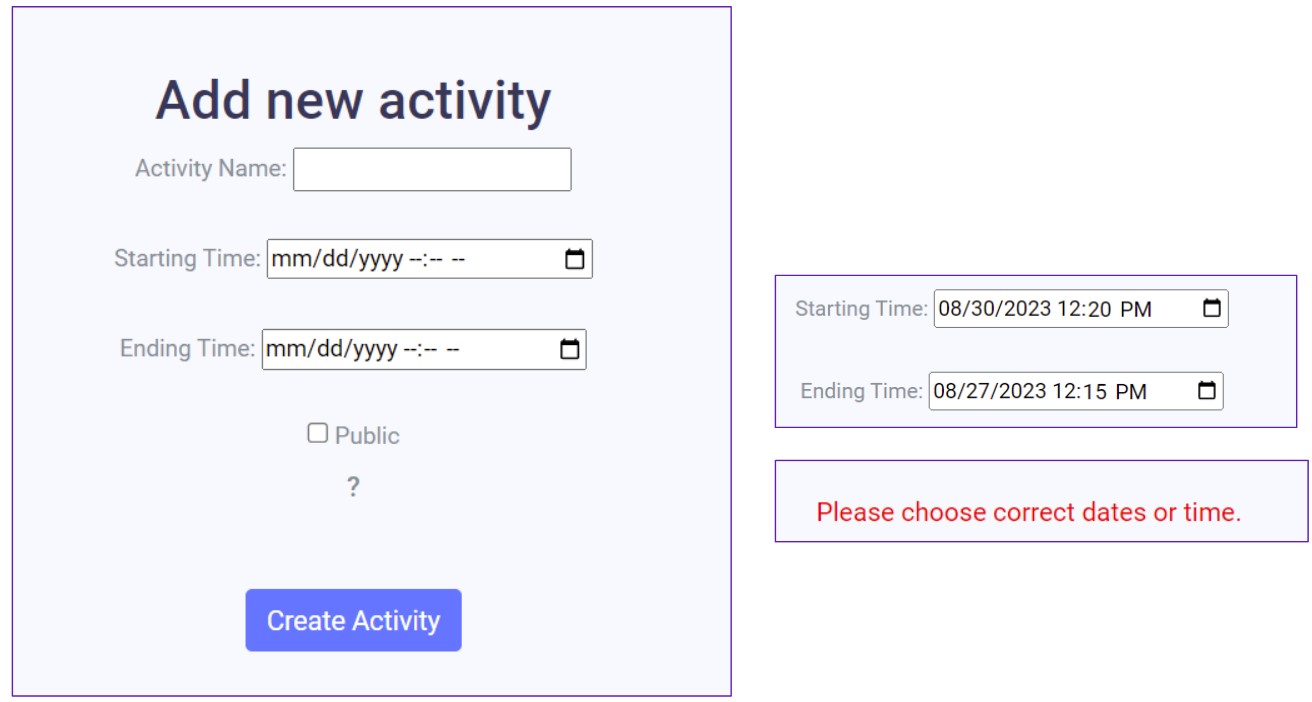 Add new activity
Activity Name:
Starting Time: mm/dd/yyyy --:-- --
Ending Time: mm/dd/yyyy --:-- --
Public
?
Create Activity
Starting Time: 08/30/2023 12:20 PM
Ending Time: 08/27/2023 12:15 PM
Please choose correct dates or time.